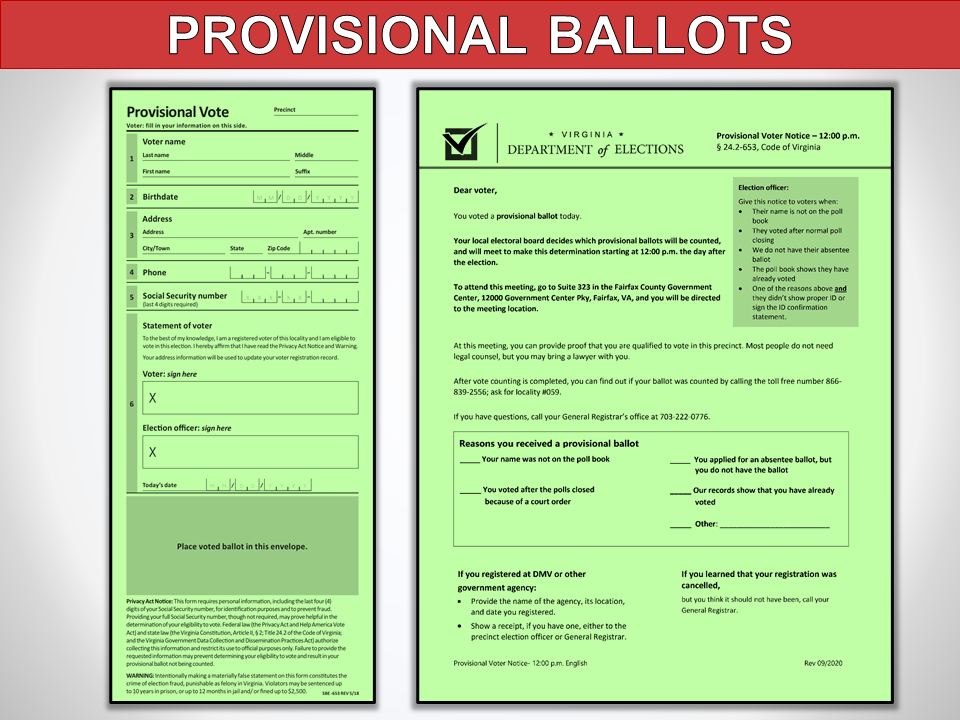 PROVISIONAL BALLOTS
Provisional Vote
Precinct
Voter: fill in your information on this side.
1
Voter name
Last name
Middle
First name
Suffix
2
Birthdate
M M / D D / Y Y Y Y
3
Address
Address
Apt. number
City/Town
State
Zip Code
4
Phone
5
Social Security number
(last 4 digits required)
X X X - X X -
6
Statement of voter
To the best of my knowledge, I am a registered voter of this locality and I am eligible to
vote in this election. I hereby affirm that I have read the Privacy Act Notice and Warning.
Your address information will be used to update your voter registration record.
Voter: sign here
X
Election officer: sign here
X
Today's date
M M / D D / Y Y Y Y
Place voted ballot in this envelope.
Privacy Act Notice: This form requires personal information, including the last four (4)
digits of your Social Security number, for identification purposes and to prevent fraud.
Providing your full Social Security number, though not required, may prove helpful in the
determination of your eligibility to vote. Federal law (the Privacy Act and Help America Vote
Act) and state law (the Virginia Constitution, Article II, § 2; Title 24.2 of the Code of Virginia;
and the Virginia Government Data Collection and Dissemination Practices Act) authorize
collecting this information and restrict its use to official purposes only. Failure to provide the
requested information may prevent determining your eligibility to vote and result in your
provisional ballot not being counted.
WARNING: Intentionally making a materially false statement on this form constitutes the
crime of election fraud, punishable as felony in Virginia. Violators may be sentenced up
to 10 years in prison, or up to 12 months in jail and/ or fined up to $2,500.
SBE -653 REV 5/18
★ VIRGINIA ★
DEPARTMENT of ELECTIONS
Provisional Voter Notice – 12:00 p.m.
§ 24.2-653, Code of Virginia
Dear voter,
You voted a provisional ballot today.
Your local electoral board decides which provisional ballots will be counted,
and will meet to make this determination starting at 12:00 p.m. the day after
the election.
To attend this meeting, go to Suite 323 in the Fairfax County Government
Center, 12000 Government Center Pky, Fairfax, VA, and you will be directed
to the meeting location.
Election officer:
Give this notice to voters when:
• Their name is not on the poll
book
• They voted after normal poll
closing
• We do not have their absentee
ballot
• The poll book shows they have
already voted
• One of the reasons above and
they didn't show proper ID or
sign the ID confirmation
statement.
At this meeting, you can provide proof that you are qualified to vote in this precinct. Most people do not need
legal counsel, but you may bring a lawyer with you.
After vote counting is completed, you can find out if your ballot was counted by calling the toll free number 866-
839-2556; ask for locality #059.
If you have questions, call your General Registrar's office at 703-222-0776.
Reasons you received a provisional ballot
_____ Your name was not on the poll book
_____ You voted after the polls closed
because of a court order
_____ You applied for an absentee ballot, but
you do not have the ballot
_____ Our records show that you have already
voted
_____ Other: _________________________
If you registered at DMV or other
government agency:
• Provide the name of the agency, its location,
and date you registered.
• Show a receipt, if you have one, either to the
precinct election officer or General Registrar.
If you learned that your registration was
cancelled,
but you think it should not have been, call your
General Registrar.
Provisional Voter Notice- 12:00 p.m. English
Rev 09/2020